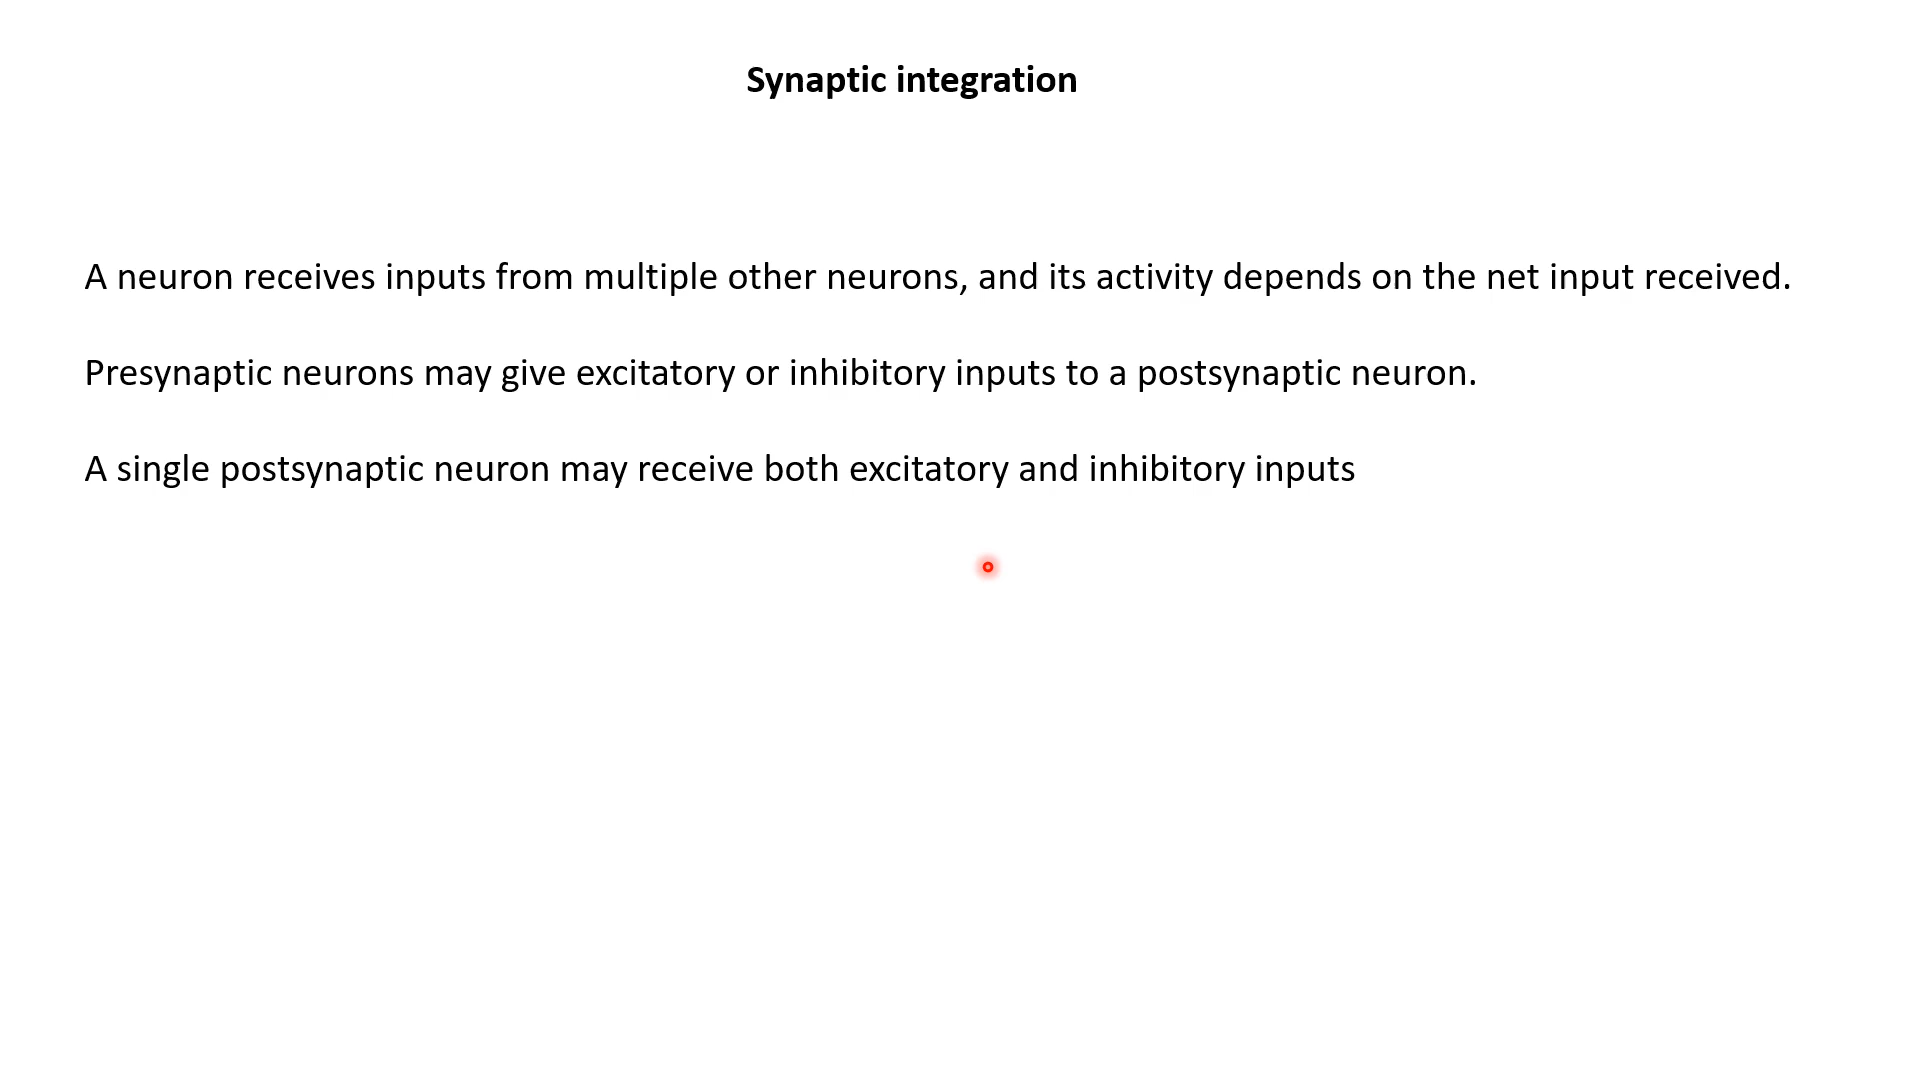 Synaptic integration
A neuron receives inputs from multiple other neurons, and its activity depends on the net input received.
Presynaptic neurons may give excitatory or inhibitory inputs to a postsynaptic neuron.
A single postsynaptic neuron may receive both excitatory and inhibitory inputs